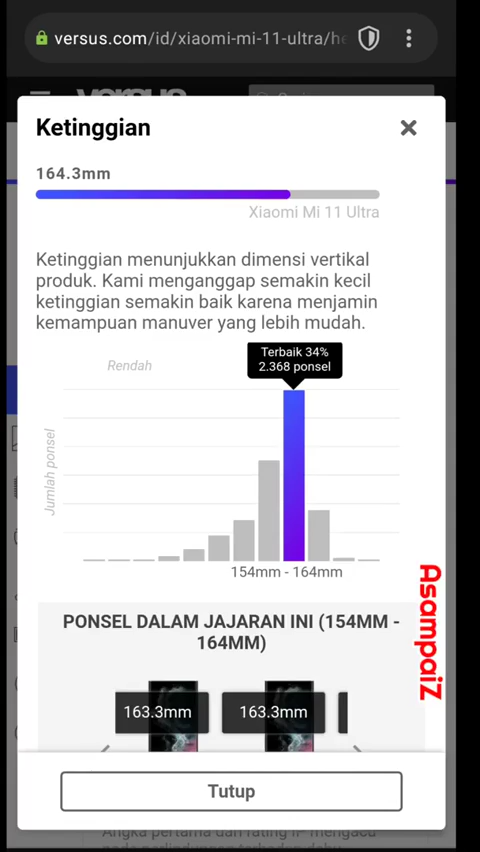 versus.com/id/xiaomi-mi-11-ultra/he
Ketinggian
164.3mm
Xiaomi Mi 11 Ultra
Ketinggian menunjukkan dimensi vertikal
produk. Kami menganggap semakin kecil
ketinggian semakin baik karena menjamin
kemampuan manuver yang lebih mudah.
Rendah
Terbaik 34%
2.368 ponsel
Jumlah ponsel
154mm - 164mm
AsampaiZ
PONSEL DALAM JAJARAN INI (154MM -
164MM)
163.3mm
163.3mm
Tutup